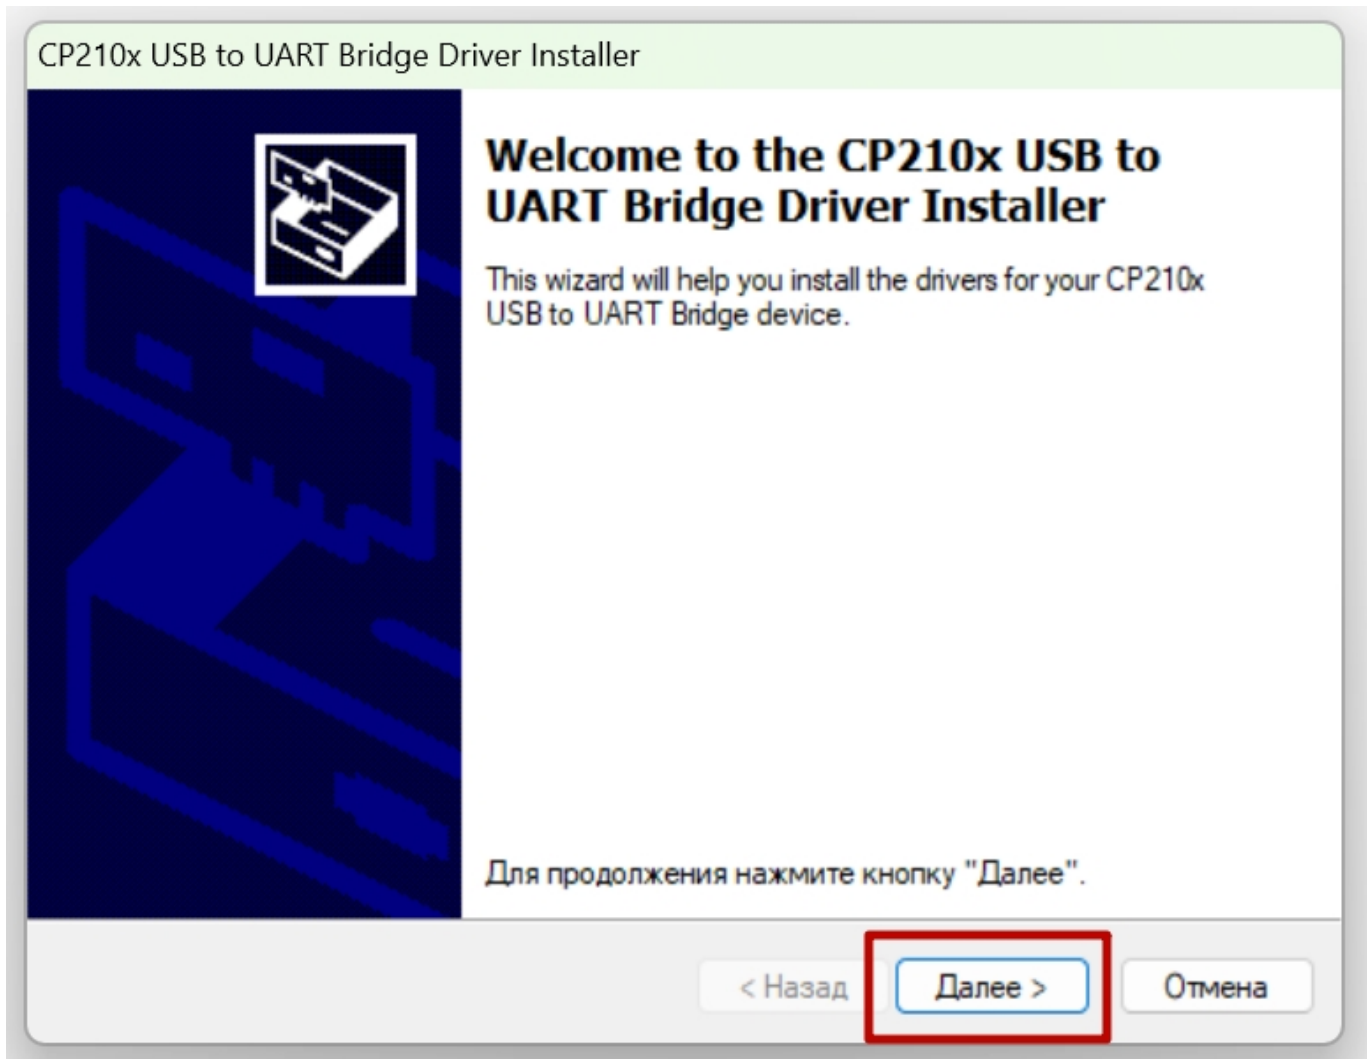 CP210x USB to UART Bridge Driver Installer
Welcome to the CP210x USB to
UART Bridge Driver Installer
This wizard will help you install the drivers for your CP210x
USB to UART Bridge device.
Для продолжения нажмите кнопку "Далее".
< Назад
Далее >
Отмена